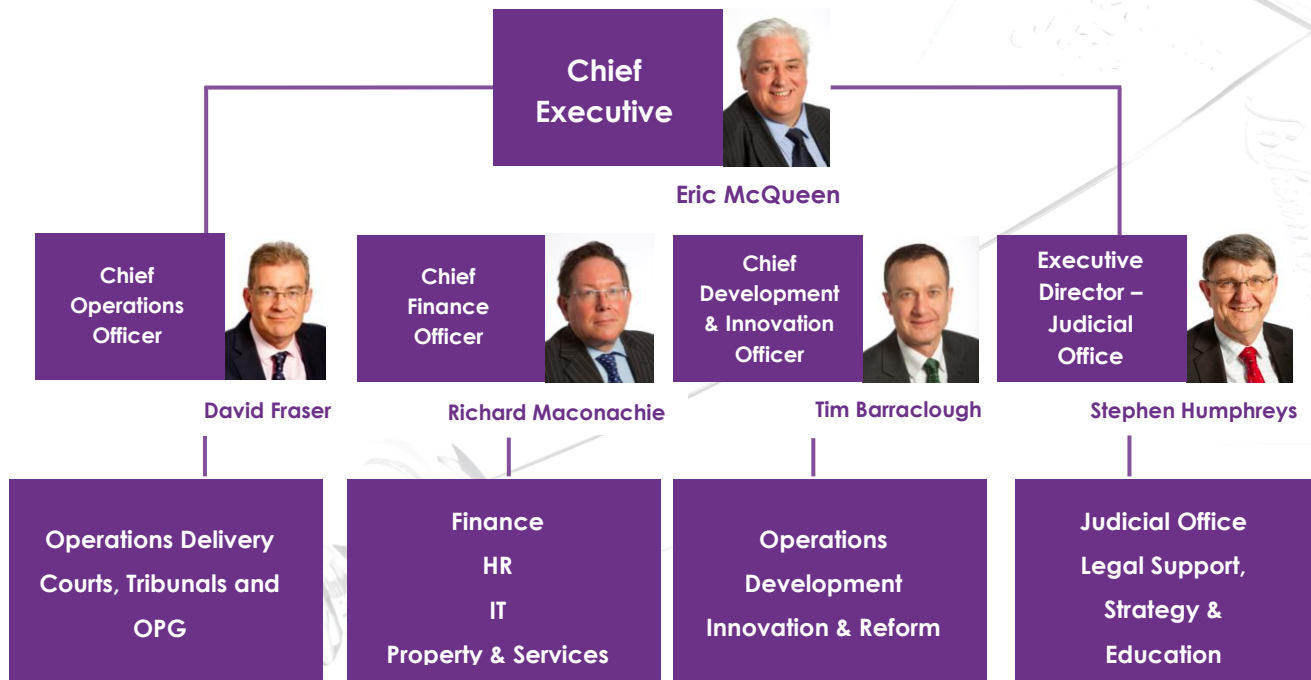 Chief
Executive
Eric McQueen
Chief
Operations
Officer
David Fraser
Chief
Finance
Officer
Richard Maconachie
Chief
Development
& Innovation
Officer
Tim Barraclough
Executive
Director –
Judicial
Office
Stephen Humphreys
Operations Delivery
Courts, Tribunals and
OPG
Finance
HR
IT
Property & Services
Operations
Development
Innovation & Reform
Judicial Office
Legal Support,
Strategy &
Education